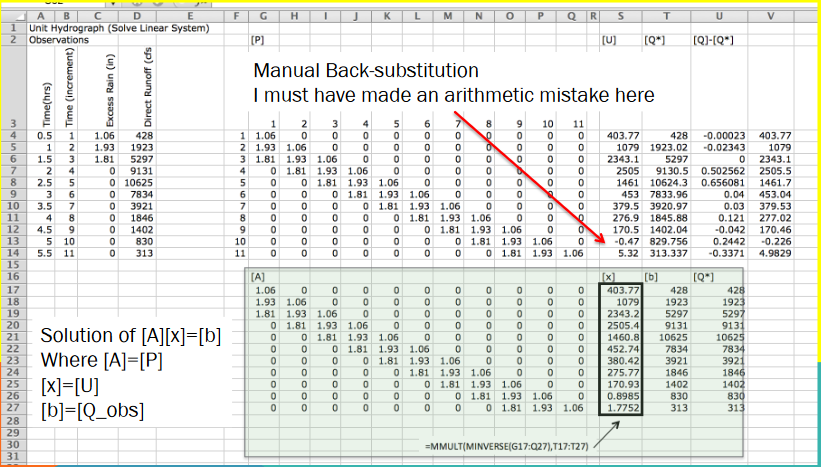 A B C D E F G H I J K L M N O P Q R S T U V
1 Unit Hydrograph (Solve Linear System)
2 Observations [P] [U] [Q*] [Q]-[Q*]
Manual Back-substitution
I must have made an arithmetic mistake here
3 Time(hrs) Time (increment) Excess Rain (in) Direct Runoff (cfs 1 2 3 4 5 6 7 8 9 10 11
4 0.5 1 1.06 428 1 1.06 0 0 0 0 0 0 0 0 0 0 403.77 428 -0.00023 403.77
5 1 2 1.93 1923 2 1.93 1.06 0 0 0 0 0 0 0 0 0 1079 1923.02 -0.02343 1079
6 1.5 3 1.81 5297 3 1.81 1.93 1.06 0 0 0 0 0 0 0 0 2343.1 5297 0 2343.1
7 2 4 0 9131 4 0 1.81 1.93 1.06 0 0 0 0 0 0 0 2505 9130.5 0.502562 2505.5
8 2.5 5 0 10625 5 0 0 1.81 1.93 1.06 0 0 0 0 0 0 1461 10624.3 0.656081 1461.7
9 3 6 0 7834 6 0 0 0 1.81 1.93 1.06 0 0 0 0 0 453 7833.96 0.04 453.04
10 3.5 7 0 3921 7 0 0 0 0 1.81 1.93 1.06 0 0 0 0 379.5 3920.97 0.03 379.53
11 4 8 0 1846 8 0 0 0 0 0 1.81 1.93 1.06 0 0 0 276.9 1845.88 0.121 277.02
12 4.5 9 0 1402 9 0 0 0 0 0 0 1.81 1.93 1.06 0 0 170.5 1402.04 -0.042 170.46
13 5 10 0 830 10 0 0 0 0 0 0 0 1.81 1.93 1.06 0 -0.47 829.756 0.2442 -0.226
14 5.5 11 0 313 11 0 0 0 0 0 0 0 0 1.81 1.93 1.06 5.32 313.337 -0.3371 4.9829
15
16 [A] [x] [b] [Q*]
17 1.06 0 0 0 0 0 0 0 0 0 0 403.77 428 428
18 1.93 1.06 0 0 0 0 0 0 0 0 0 1079 1923 1923
19 1.81 1.93 1.06 0 0 0 0 0 0 0 0 2343.2 5297 5297
20 0 1.81 1.93 1.06 0 0 0 0 0 0 0 2505.4 9131 9131
21 0 0 1.81 1.93 1.06 0 0 0 0 0 0 1460.8 10625 10625
22 0 0 0 1.81 1.93 1.06 0 0 0 0 0 452.74 7834 7834
23 0 0 0 0 1.81 1.93 1.06 0 0 0 0 380.42 3921 3921
24 0 0 0 0 0 1.81 1.93 1.06 0 0 0 275.77 1846 1846
25 0 0 0 0 0 0 1.81 1.93 1.06 0 0 170.93 1402 1402
26 0 0 0 0 0 0 0 1.81 1.93 1.06 0 0.8985 830 830
27 0 0 0 0 0 0 0 0 1.81 1.93 1.06 1.7752 313 313
28
29
30 =MMULT(MINVERSE(G17:Q27),T17:T27)
31
Solution of [A][x]=[b]
Where [A]=[P]
[x]=[U]
[b]=[Q_obs]